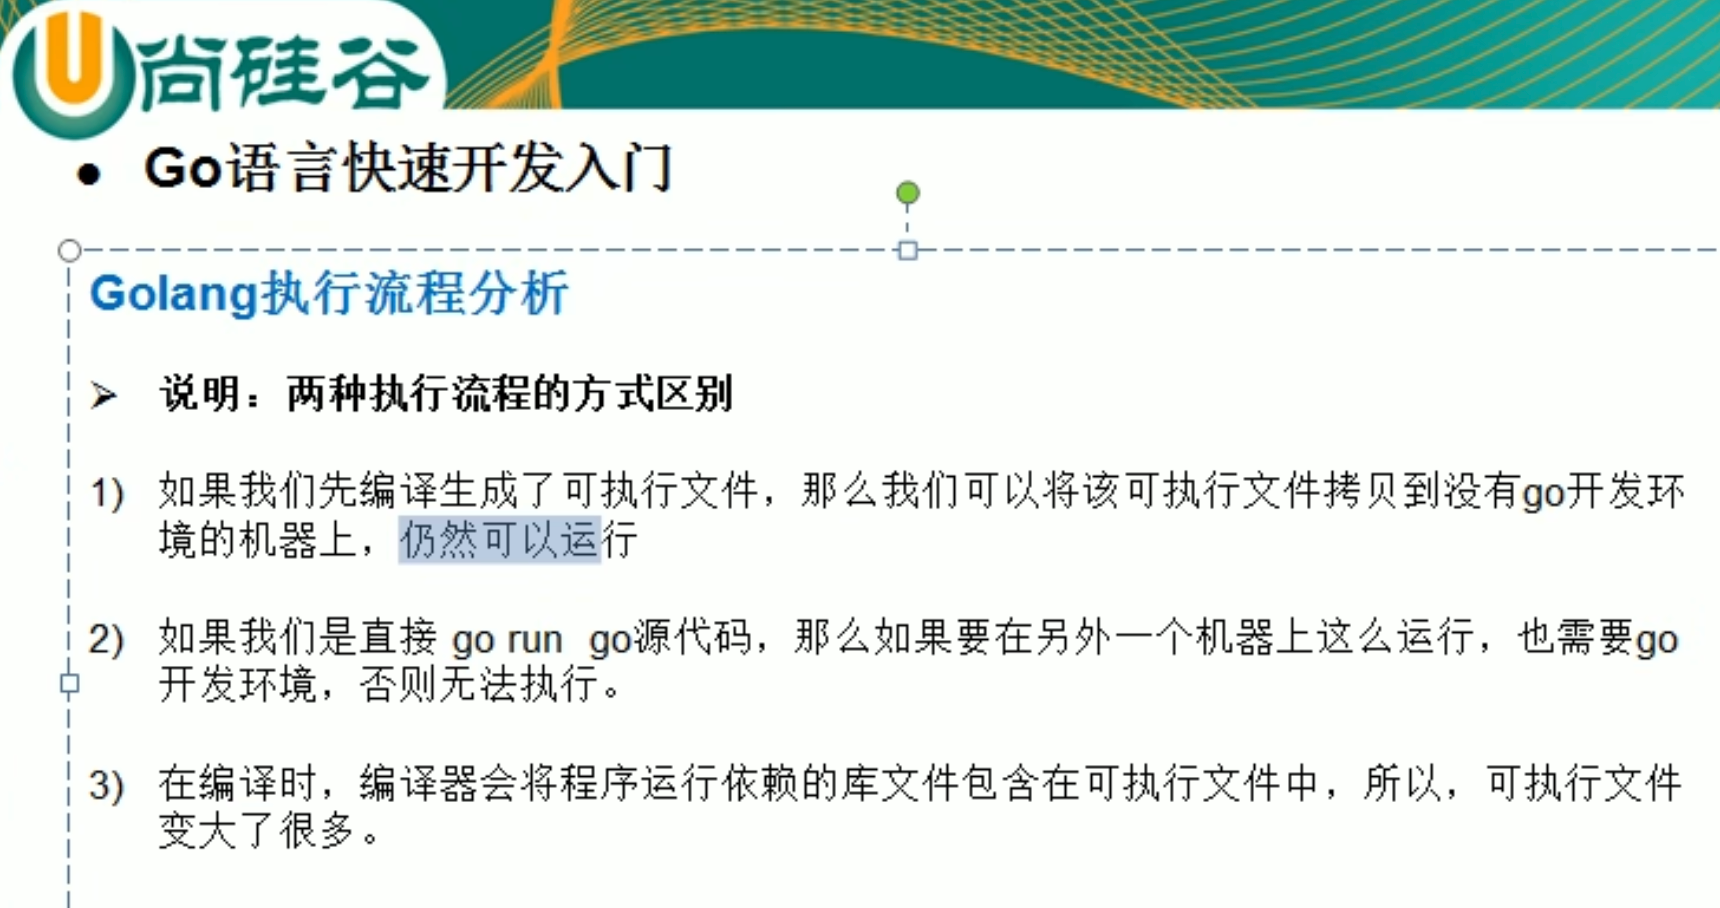 尚硅谷
● Go语言快速开发入门
Golang执行流程分析
➢ 说明：两种执行流程的方式区别
1) 如果我们先编译生成了可执行文件，那么我们可以将该可执行文件拷贝到没有go开发环
境的机器上，仍然可以运行
2) 如果我们是直接 go run go源代码，那么如果要在另外一个机器上这么运行，也需要go
开发环境，否则无法执行。
3) 在编译时，编译器会将程序运行依赖的库文件包含在可执行文件中，所以，可执行文件
变大了很多。